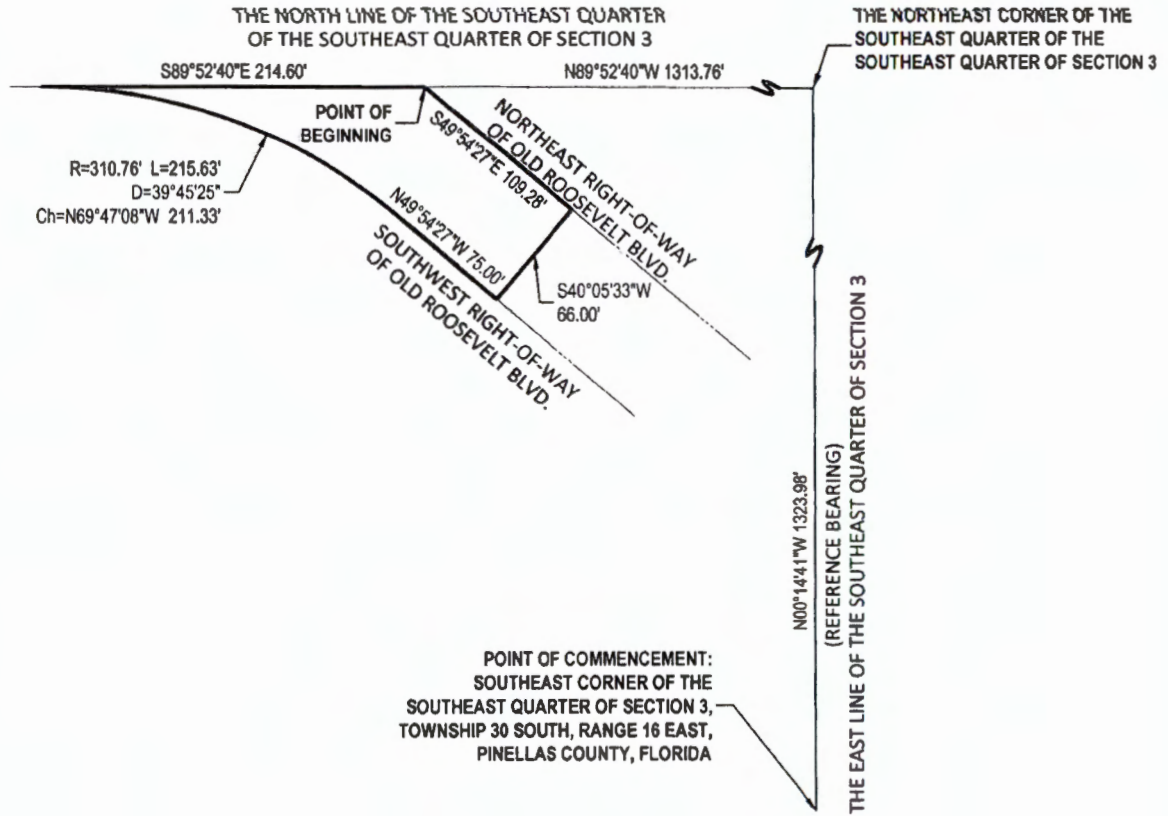 THE NORTH LINE OF THE SOUTHEAST QUARTER
OF THE SOUTHEAST QUARTER OF SECTION 3
THE NORTHEAST CORNER OF THE
SOUTHEAST QUARTER OF THE
SOUTHEAST QUARTER OF SECTION 3
S89°52'40"E 214.60'
N89°52'40"W 1313.76'
POINT OF
BEGINNING
NORTHEAST RIGHT-OF-WAY
OF OLD ROOSEVELT BLVD.
S49°54'27"E 109.28'
R=310.76' L=215.63'
D=39°45'25"
Ch=N69°47'08"W 211.33'
N49°54'27"W 75.00'
SOUTHWEST RIGHT-OF-WAY
OF OLD ROOSEVELT BLVD.
S40°05'33"W
66.00'
N00°14'41"W 1323.98'
(REFERENCE BEARING)
THE EAST LINE OF THE SOUTHEAST QUARTER OF SECTION 3
POINT OF COMMENCEMENT:
SOUTHEAST CORNER OF THE
SOUTHEAST QUARTER OF SECTION 3,
TOWNSHIP 30 SOUTH, RANGE 16 EAST,
PINELLAS COUNTY, FLORIDA